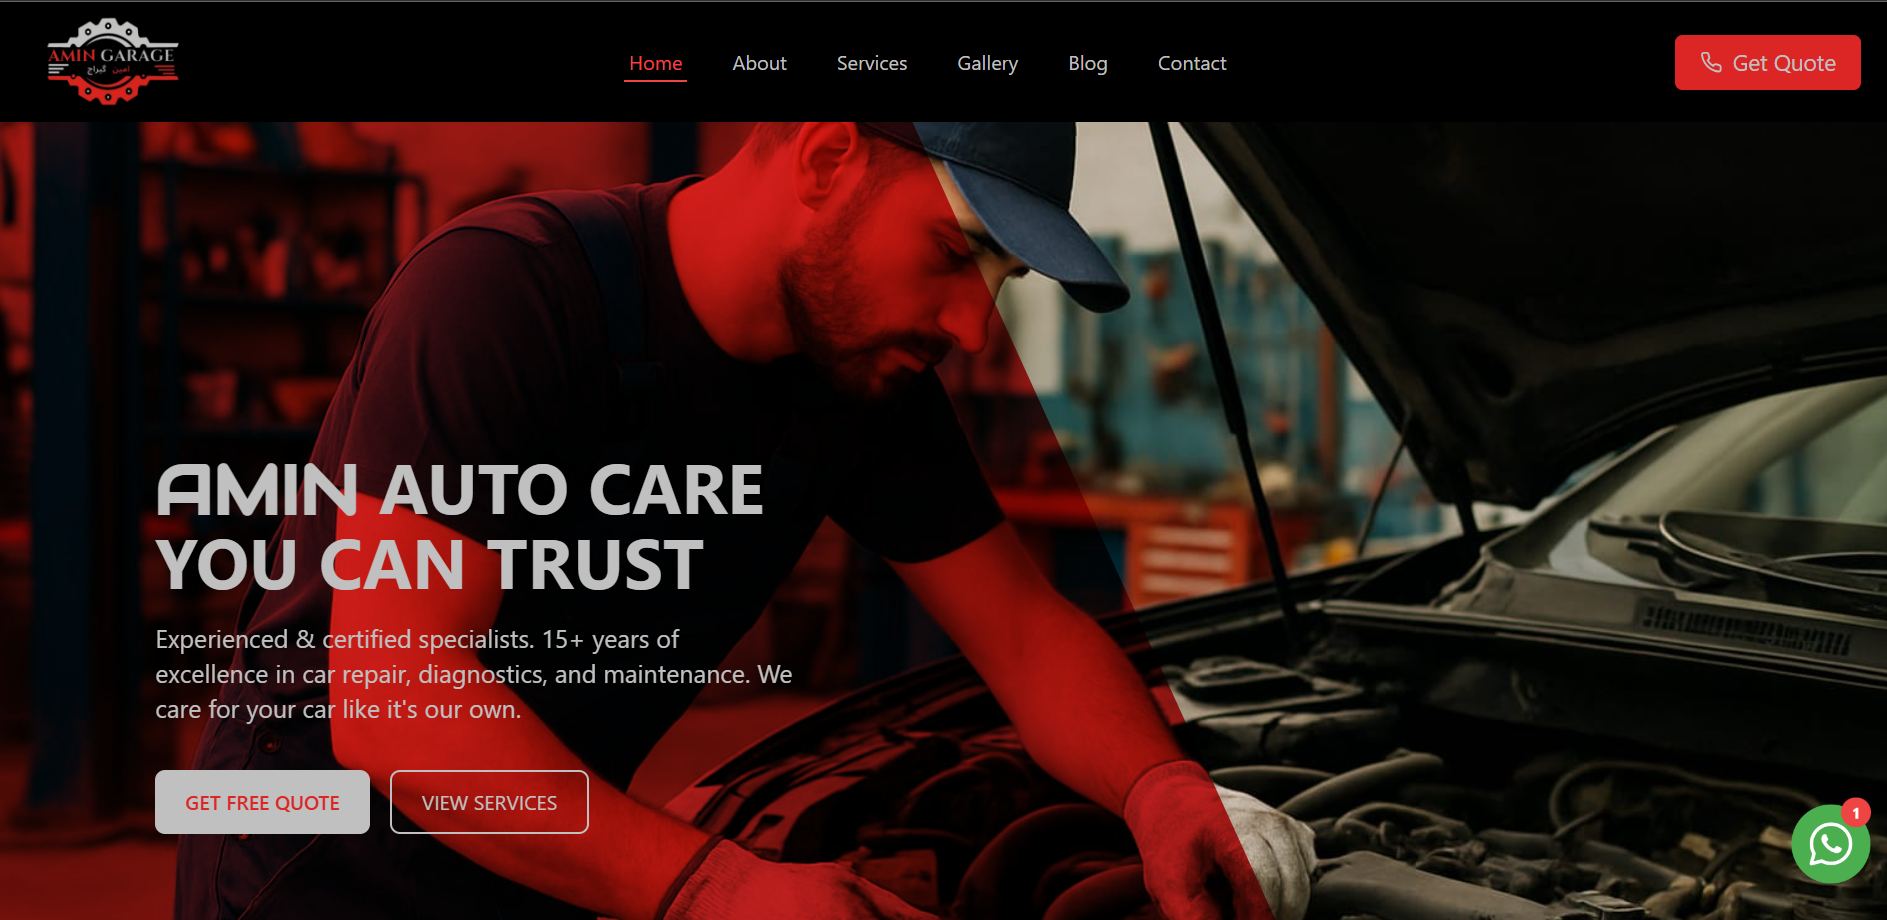 AMIN GARAGE
امین گیراج
Home
About
Services
Gallery
Blog
Contact
Get Quote
AMIN AUTO CARE
YOU CAN TRUST
Experienced & certified specialists. 15+ years of
excellence in car repair, diagnostics, and maintenance. We
care for your car like it's our own.
GET FREE QUOTE
VIEW SERVICES
1